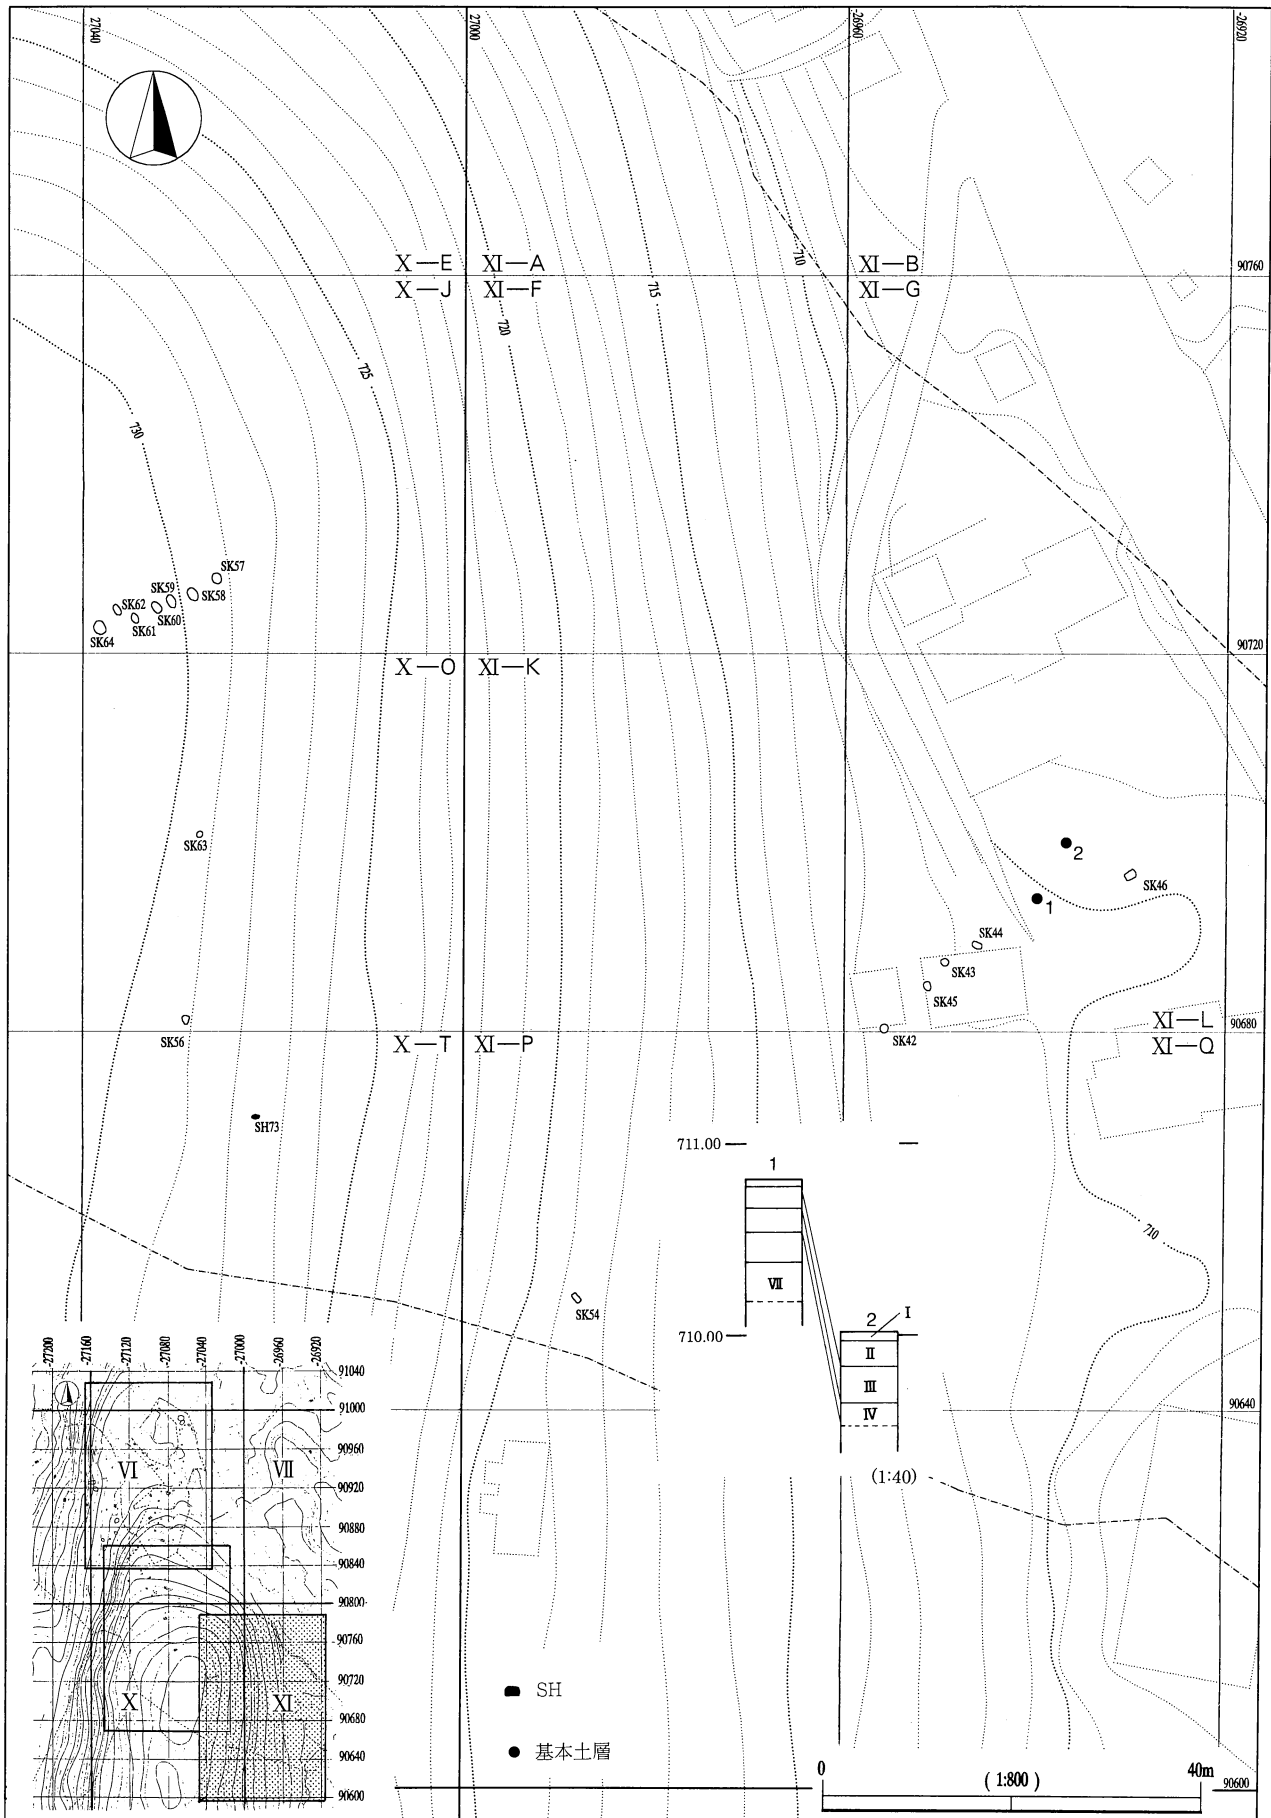 27040
27000
-26960
-26920
X—E XI—A
X—J XI—F
XI—B
XI—G
90760
710
715
720
725
730
SK57
SK59
SK58
SK62
SK60
SK61
SK64
90720
X—O XI—K
SK63
2
SK46
1
SK44
SK43
SK45
SK56
SK42
X—T XI—P
XI—L
XI—Q
90680
SH73
711.00
1
VII
710.00
2
I
II
III
IV
(1:40)
710
SK54
90640
-27200
-27160
-27120
-27080
-27040
-27000
-26960
-26920
91040
91000
90960
90920
90880
90840
90800
90760
90720
90680
90640
90600
VI
VII
X
XI
SH
基本土層
0
(1:800)
40m
90600